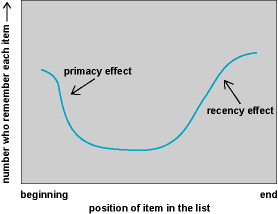 number who remember each item
primacy effect
recency effect
beginning
end
position of item in the list